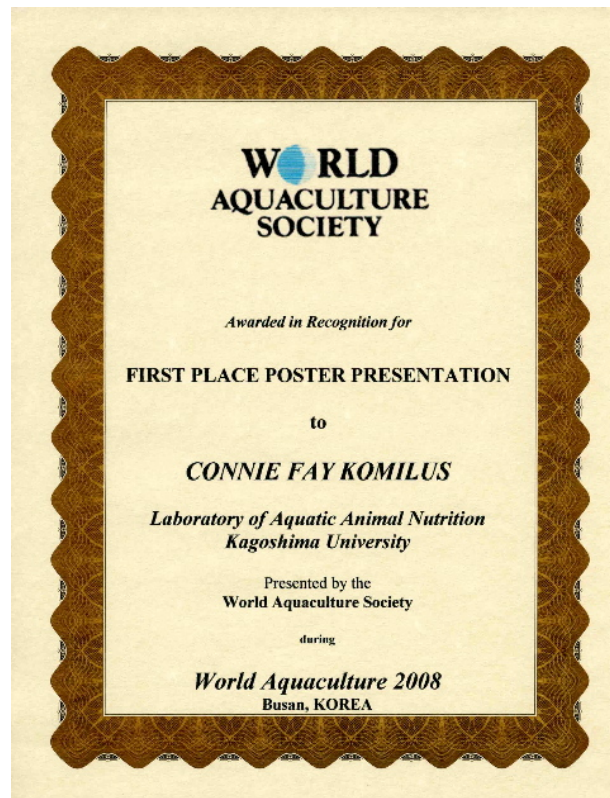 WORLD
AQUACULTURE
SOCIETY
Awarded in Recognition for
FIRST PLACE POSTER PRESENTATION
to
CONNIE FAY KOMILUS
Laboratory of Aquatic Animal Nutrition
Kagoshima University
Presented by the
World Aquaculture Society
during
World Aquaculture 2008
Busan, KOREA